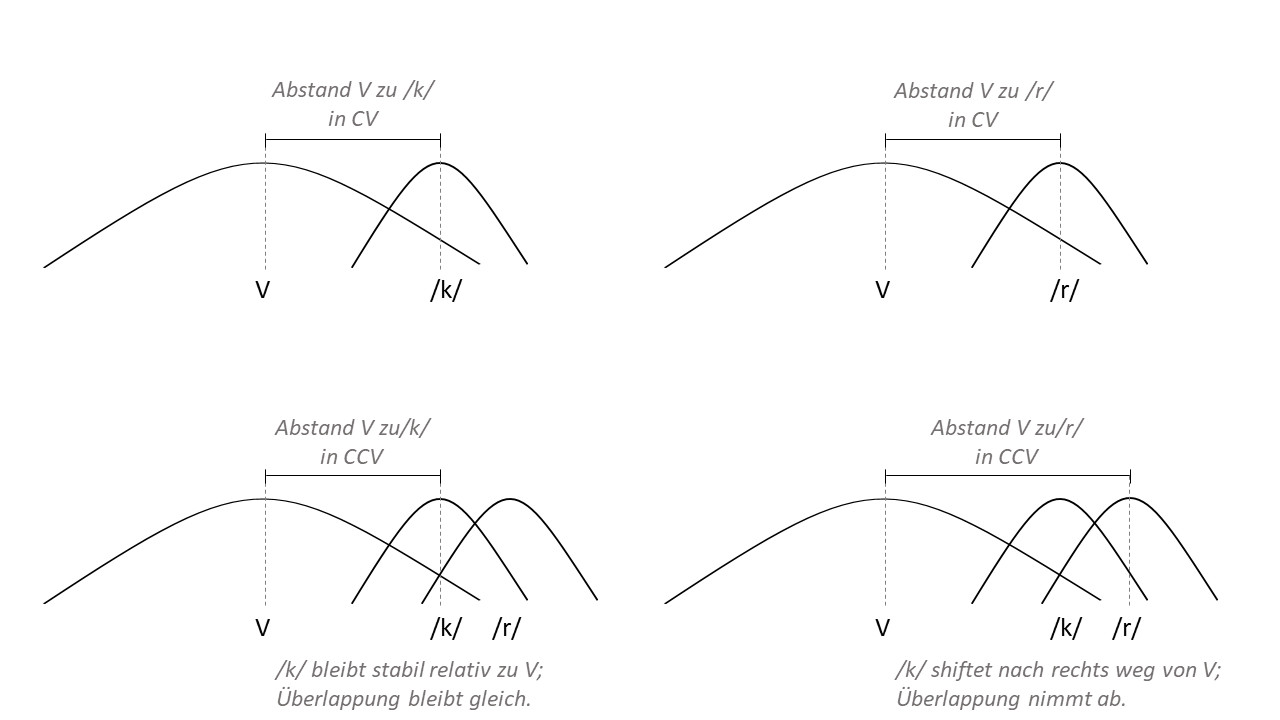 Abstand V zu /k/
in CV
V
/k/
Abstand V zu /r/
in CV
V
/r/
Abstand V zu/k/
in CCV
V
/k/ /r/
/k/ bleibt stabil relativ zu V;
Überlappung bleibt gleich.
Abstand V zu/r/
in CCV
V
/k/ /r/
/k/ shiftet nach rechts weg von V;
Überlappung nimmt ab.